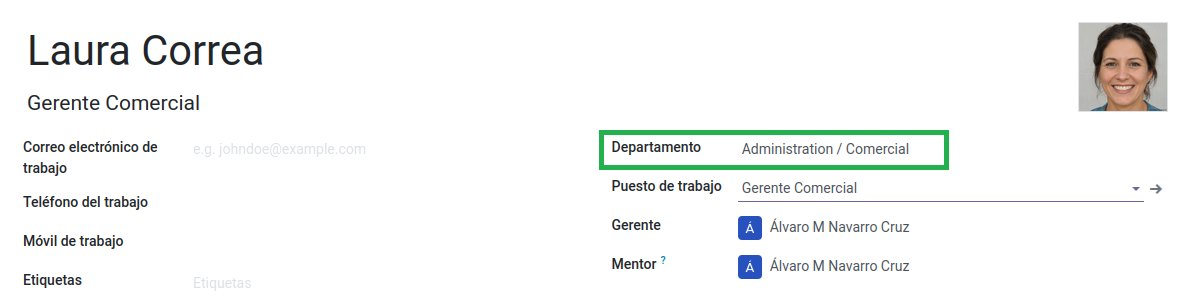 Laura Correa
Gerente Comercial
Correo electrónico de trabajo
e.g. johndoe@example.com
Teléfono del trabajo
Móvil de trabajo
Etiquetas
Etiquetas
Departamento
Administration / Comercial
Puesto de trabajo
Gerente Comercial
Gerente
Á Álvaro M Navarro Cruz
Mentor ?
Á Álvaro M Navarro Cruz